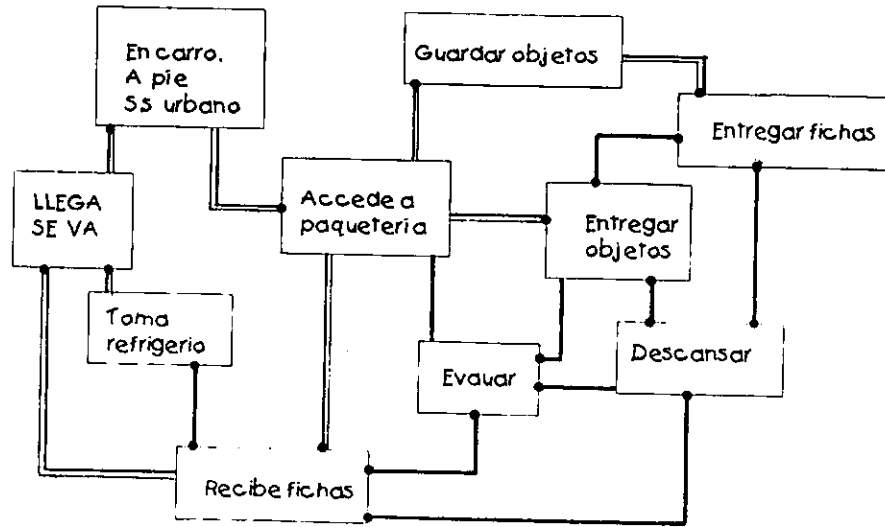 En carro.
A pie
Ss urbano
Guardar objetos
Entregar fichas
LLEGA
SE VA
Accede a
paqueteria
Entregar
objetos
Toma
refrigerio
Evauar
Descansar
Recibe fichas